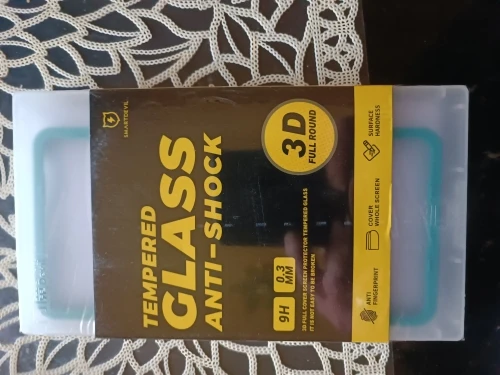 SMARTDEVIL
TEMPERED
GLASS
ANTI-SHOCK
3D
FULL ROUND
9H
0.3
MM
3D FULL COVER SCREEN PROTECTOR TEMPERED GLASS
IT IS NOT EASY TO BE BROKEN
ANTI
FINGERPRINT
COVER
WHOLE SCREEN
SURFACE
HARDNESS